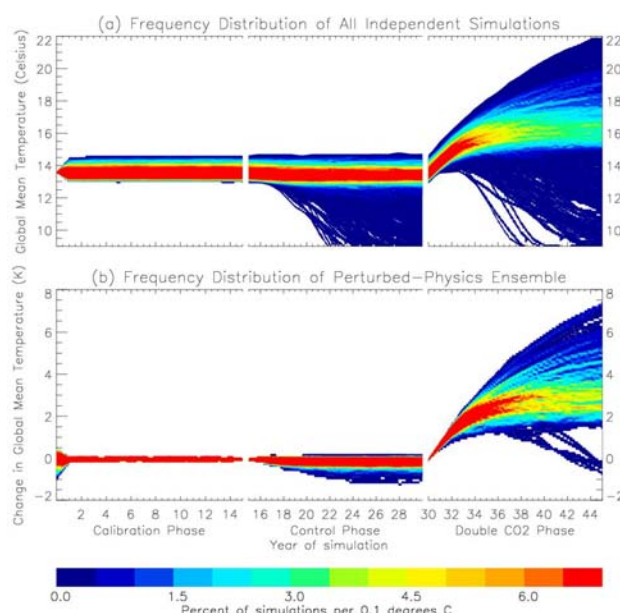 (a) Frequency Distribution of All Independent Simulations
Global Mean Temperature (Celsius)
22 22
20 20
18 18
16 16
14 14
12 12
10 10
(b) Frequency Distribution of Perturbed-Physics Ensemble
Change in Global Mean Temperature (K)
8 8
6 6
4 4
2 2
0 0
-2 -2
2 4 6 8 10 12 14 16 18 20 22 24 26 28 30 32 34 36 38 40 42 44
Calibration Phase Control Phase Double CO2 Phase
Year of simulation
0.0 1.5 3.0 4.5 6.0
Percent of simulations per 0.1 degrees C